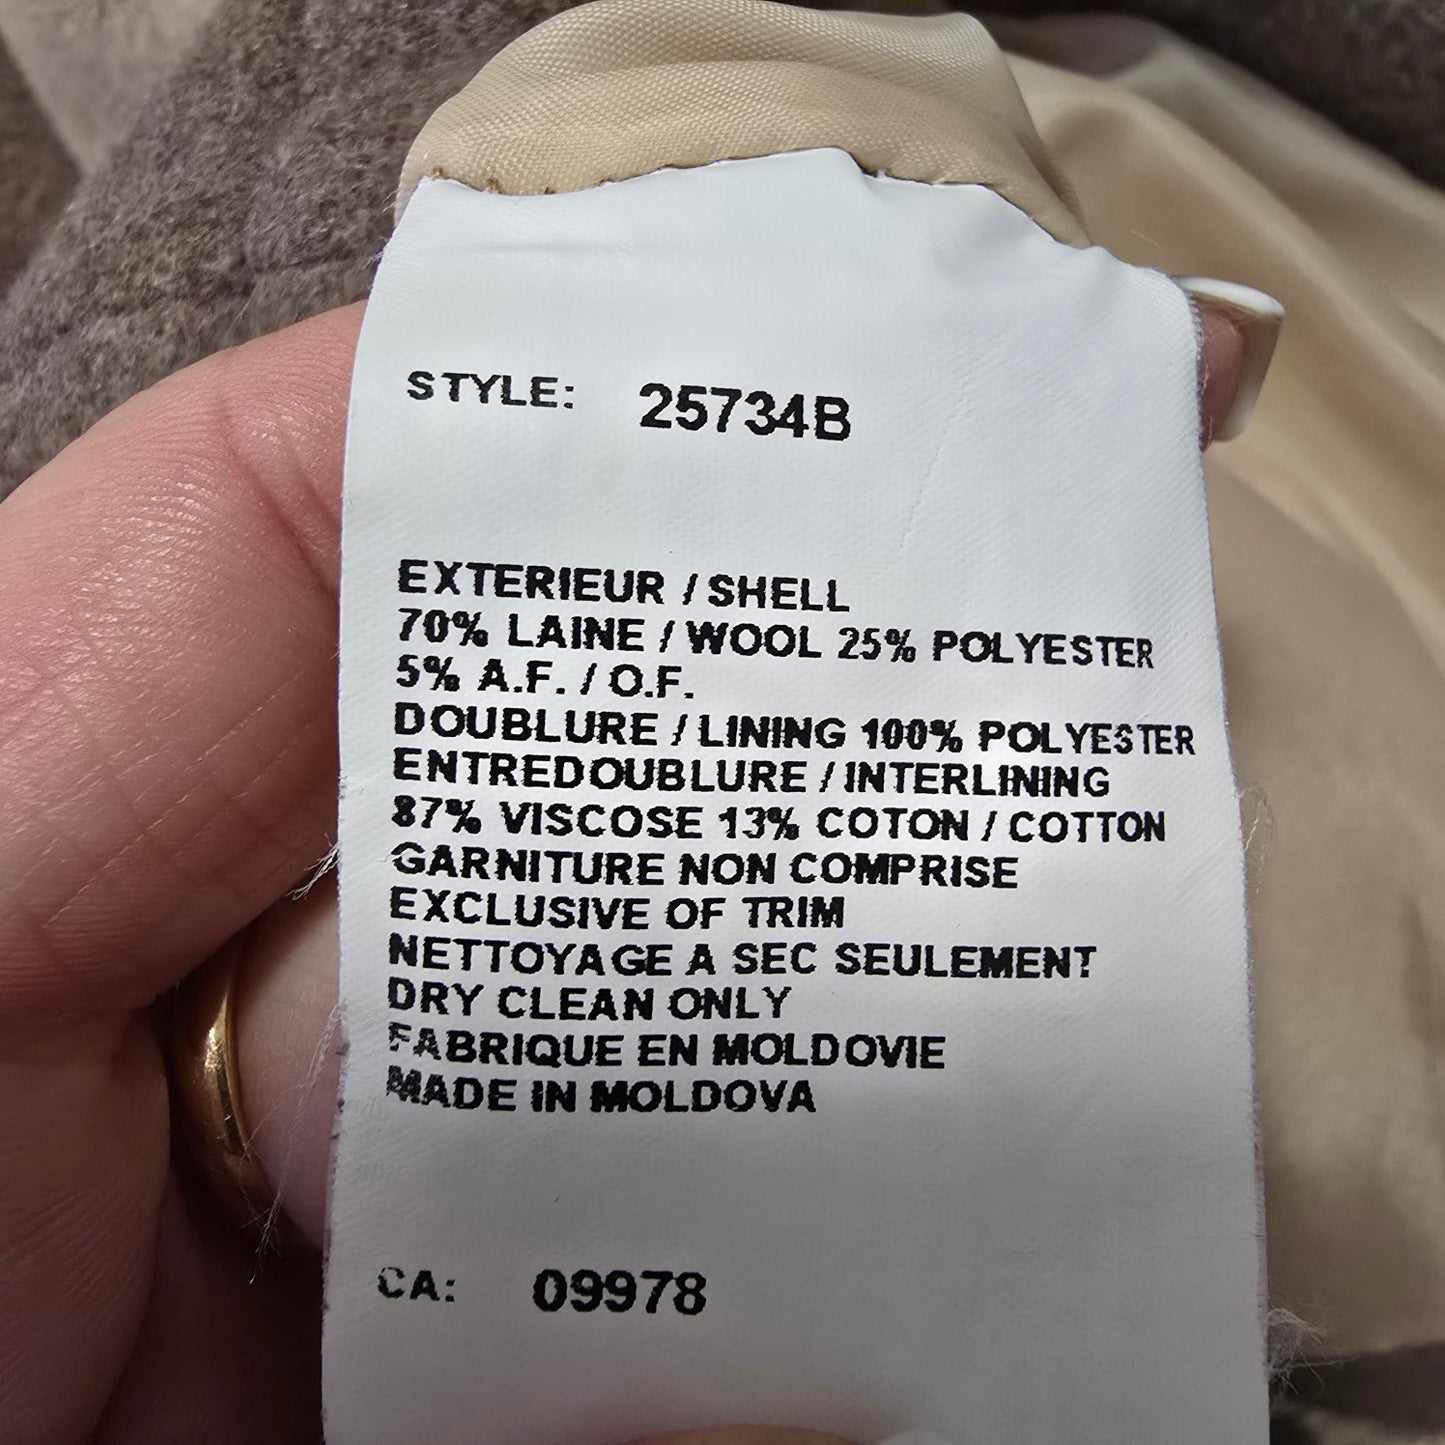 STYLE: 25734B
EXTERIEUR / SHELL
70% LAINE / WOOL 25% POLYESTER
5% A.F. / O.F.
DOUBLURE / LINING 100% POLYESTER
ENTREDOUBLURE / INTERLINING
87% VISCOSE 13% COTON / COTTON
GARNITURE NON COMPRISE
EXCLUSIVE OF TRIM
NETTOYAGE A SEC SEULEMENT
DRY CLEAN ONLY
FABRIQUE EN MOLDOVIE
MADE IN MOLDOVA
CA: 09978